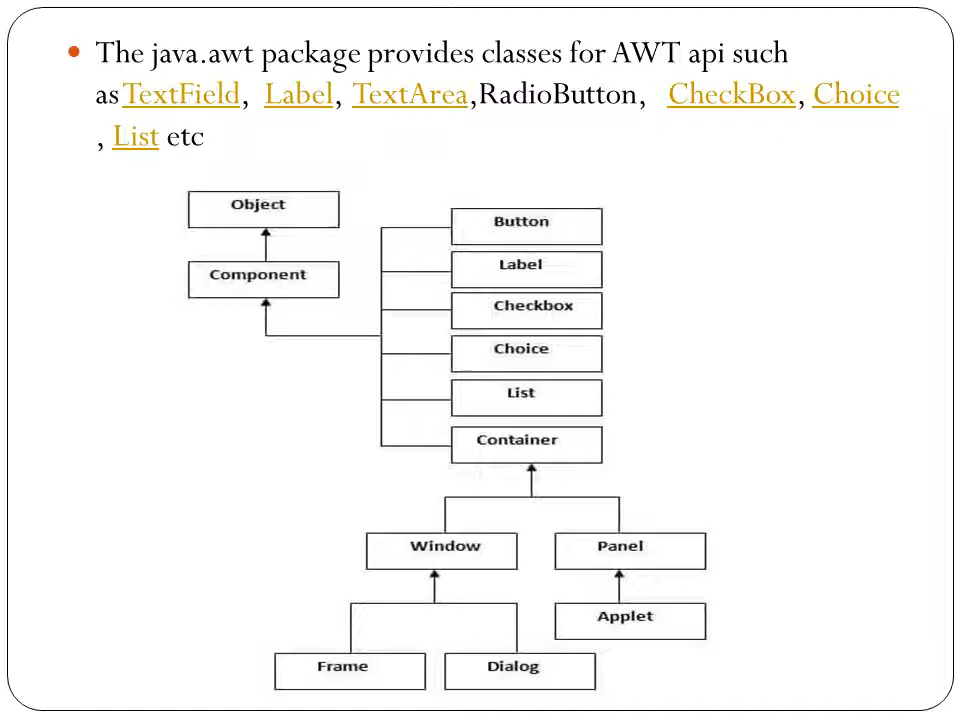 The java.awt package provides classes for AWT api such
as TextField, Label, TextArea,RadioButton, CheckBox, Choice
, List etc
Object
Component
Button
Label
Checkbox
Choice
List
Container
Window
Panel
Applet
Frame
Dialog